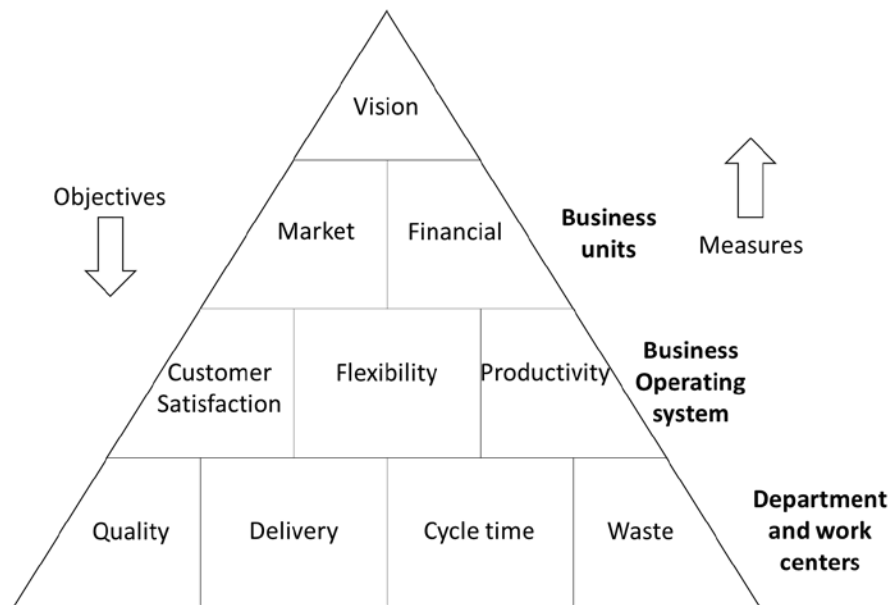 Vision
Objectives
Market
Financial
Business
units
Measures
Customer
Satisfaction
Flexibility
Productivity
Business
Operating
system
Quality
Delivery
Cycle time
Waste
Department
and work
centers